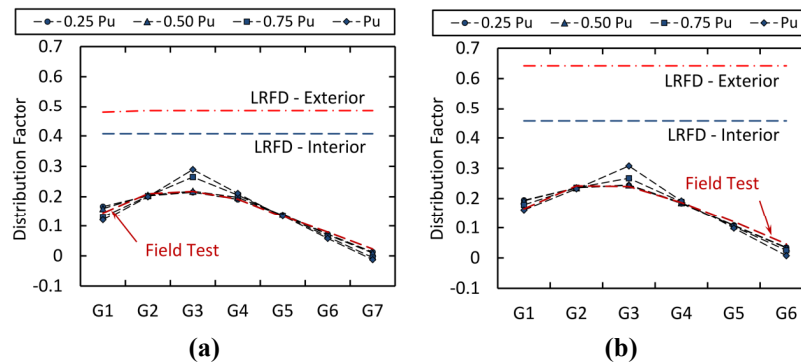 0.25 Pu 0.50 Pu 0.75 Pu Pu
0.7
0.6
0.5
0.4
0.3
0.2
0.1
0
-0.1
Distribution Factor
LRFD - Exterior
LRFD - Interior
Field Test
G1 G2 G3 G4 G5 G6 G7
(a)
0.25 Pu 0.50 Pu 0.75 Pu Pu
0.7
0.6
0.5
0.4
0.3
0.2
0.1
0
-0.1
Distribution Factor
LRFD - Exterior
LRFD - Interior
Field Test
G1 G2 G3 G4 G5 G6
(b)